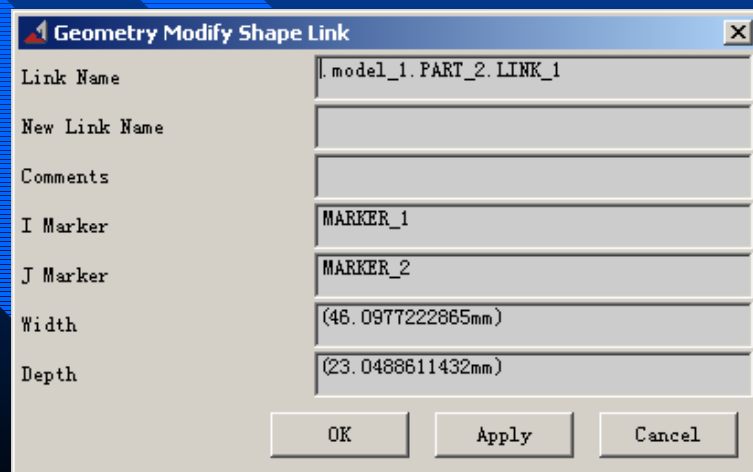 Geometry Modify Shape Link
Link Name .model_1.PART_2.LINK_1
New Link Name
Comments
I Marker MARKER_1
J Marker MARKER_2
Width (46.0977222865mm)
Depth (23.0488611432mm)
OK Apply Cancel